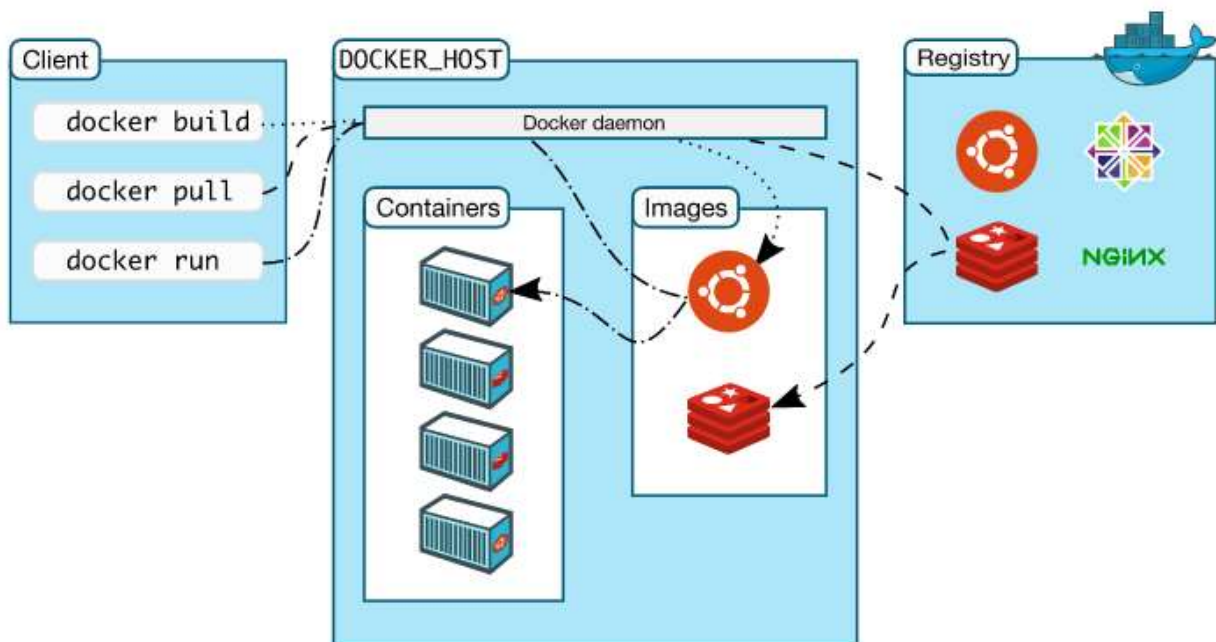 Client
docker build
docker pull
docker run
DOCKER_HOST
Docker daemon
Containers
Images
Registry
NGINX